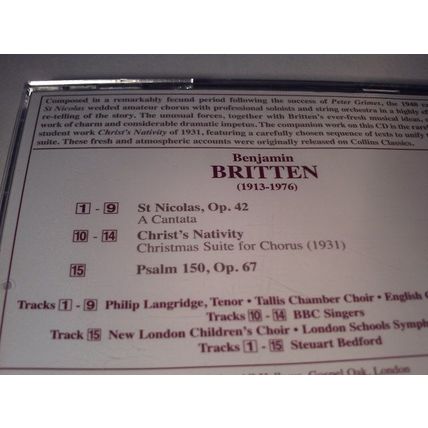 Composed in a remarkably fecund period following the success of Peter Grimes, the 1948
St Nicolas wedded amateur chorus with professional soloists and string orchestra in a highly
re-telling of the story. The unusual forces, together with Britten's ever-fresh musical ideas,
work of charm and considerable dramatic impetus. The companion work on this CD is the
student work Christ's Nativity of 1931, featuring a carefully chosen sequence of texts to unify
suite. These fresh and atmospheric accounts were originally released on Collins Classics.
Benjamin
BRITTEN
(1913-1976)
1 - 9 St Nicolas, Op. 42
A Cantata
10 - 14 Christ's Nativity
Christmas Suite for Chorus (1931)
15 Psalm 150, Op. 67
Tracks 1 - 9 Philip Langridge, Tenor • Tallis Chamber Choir • English
Tracks 10 - 14 BBC Singers
Track 15 New London Children's Choir • London Schools
Tracks 1 - 15 Steuart Bedford
Gospel Oak, London